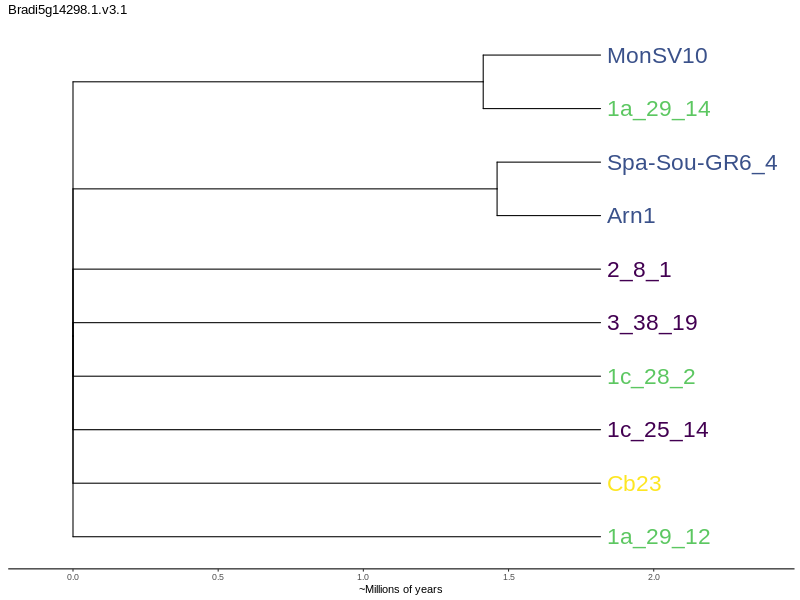 Bradi5g14298.1.v3.1
MonSV10
1a_29_14
Spa-Sou-GR6_4
Arn1
2_8_1
3_38_19
1c_28_2
1c_25_14
Cb23
1a_29_12
0.0 0.5 1.0 1.5 2.0
~Millions of years